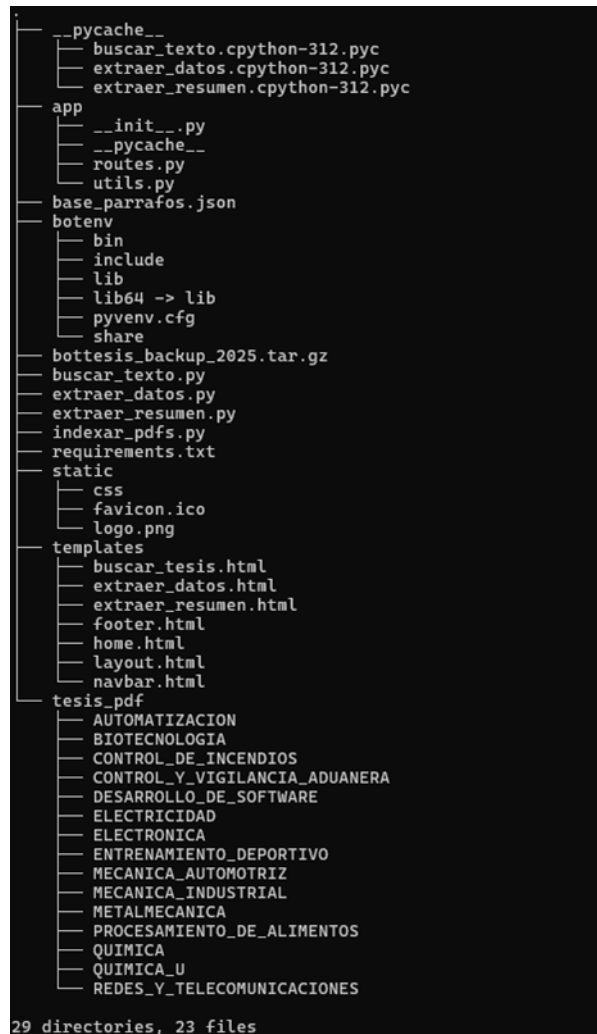 .
├── __pycache__
│   ├── buscar_texto.cpython-312.pyc
│   ├── extraer_datos.cpython-312.pyc
│   └── extraer_resumen.cpython-312.pyc
├── app
│   ├── __init__.py
│   ├── __pycache__
│   ├── routes.py
│   └── utils.py
├── base_parrafos.json
├── botenv
│   ├── bin
│   ├── include
│   ├── lib
│   ├── lib64 -> lib
│   ├── pyvenv.cfg
│   └── share
├── bottesis_backup_2025.tar.gz
├── buscar_texto.py
├── extraer_datos.py
├── extraer_resumen.py
├── indexar_pdfs.py
├── requirements.txt
├── static
│   ├── css
│   ├── favicon.ico
│   └── logo.png
├── templates
│   ├── buscar_tesis.html
│   ├── extraer_datos.html
│   ├── extraer_resumen.html
│   ├── footer.html
│   ├── home.html
│   ├── layout.html
│   └── navbar.html
└── tesis_pdf
    ├── AUTOMATIZACION
    ├── BIOTECNOLOGIA
    ├── CONTROL_DE_INCENDIOS
    ├── CONTROL_Y_VIGILANCIA_ADUANERA
    ├── DESARROLLO_DE_SOFTWARE
    ├── ELECTRICIDAD
    ├── ELECTRONICA
    ├── ENTRENAMIENTO_DEPORTIVO
    ├── MECANICA_AUTOMOTRIZ
    ├── MECANICA_INDUSTRIAL
    ├── METALMECANICA
    ├── PROCESAMIENTO_DE_ALIMENTOS
    ├── QUIMICA
    ├── QUIMICA_U
    └── REDES_Y_TELECOMUNICACIONES
29 directories, 23 files